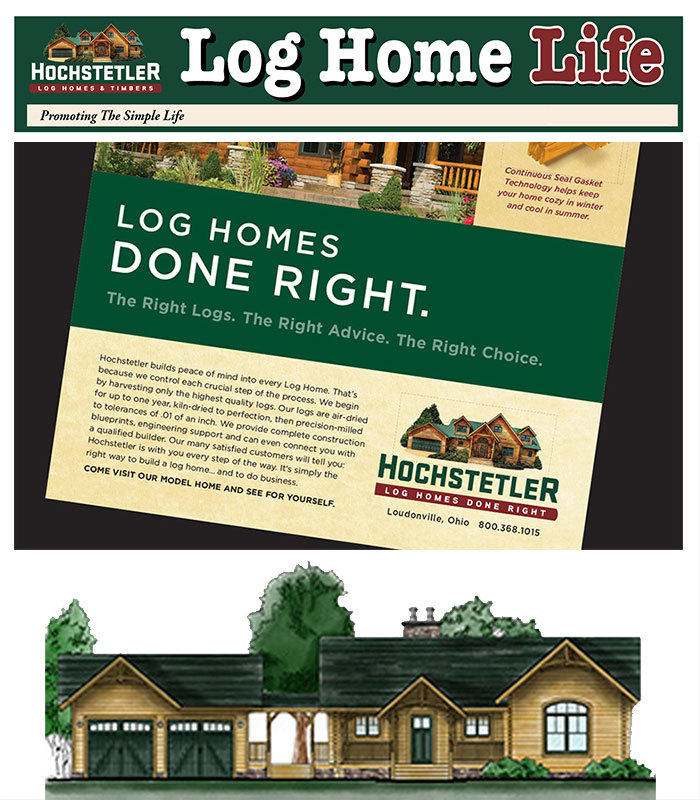 HOCHSTETLER
LOG HOMES & TIMBERS
Log Home Life
Promoting The Simple Life
Continuous Seal Gasket
Technology helps keep
your home cozy in winter
and cool in summer.
LOG HOMES
DONE RIGHT.
The Right Logs. The Right Advice. The Right Choice.
Hochstetler builds peace of mind into every Log Home. That's
because we control each crucial step of the process. We begin
by harvesting only the highest quality logs. Our logs are air-dried
for up to one year, kiln-dried to perfection, then precision-milled
to tolerances of .01 of an inch. We provide complete construction
blueprints, engineering support and can even connect you with
a qualified builder. Our many satisfied customers will tell you:
Hochstetler is with you every step of the way. It's simply the
right way to build a log home... and to do business.
COME VISIT OUR MODEL HOME AND SEE FOR YOURSELF.
HOCHSTETLER
LOG HOMES DONE RIGHT
Loudonville, Ohio 800.368.1015